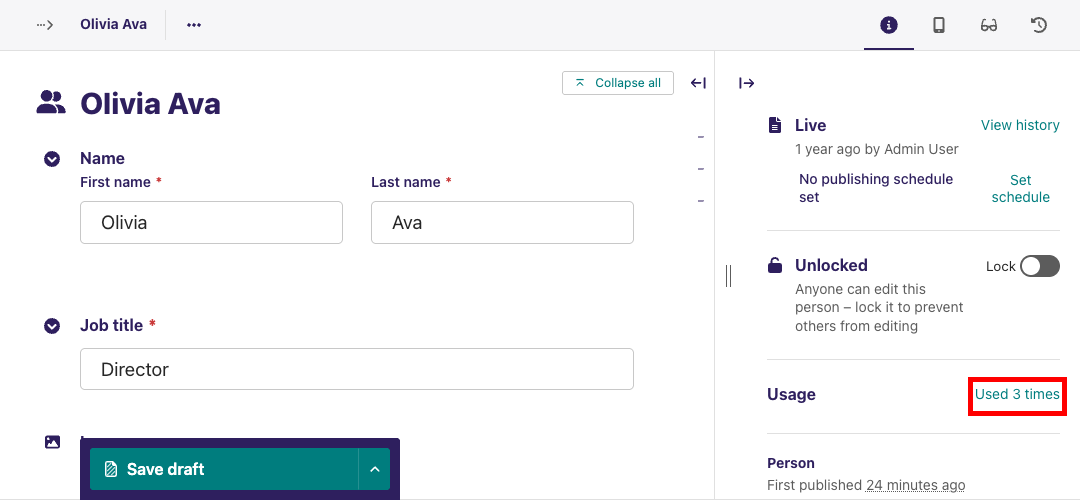 Olivia Ava
Collapse all
Olivia Ava
Name
First name *
Last name *
Olivia
Ava
Job title *
Director
Save draft
Live
View history
1 year ago by Admin User
No publishing schedule
set
Set
schedule
Unlocked
Lock
Anyone can edit this
person – lock it to prevent
others from editing
Usage
Used 3 times
Person
First published 24 minutes ago